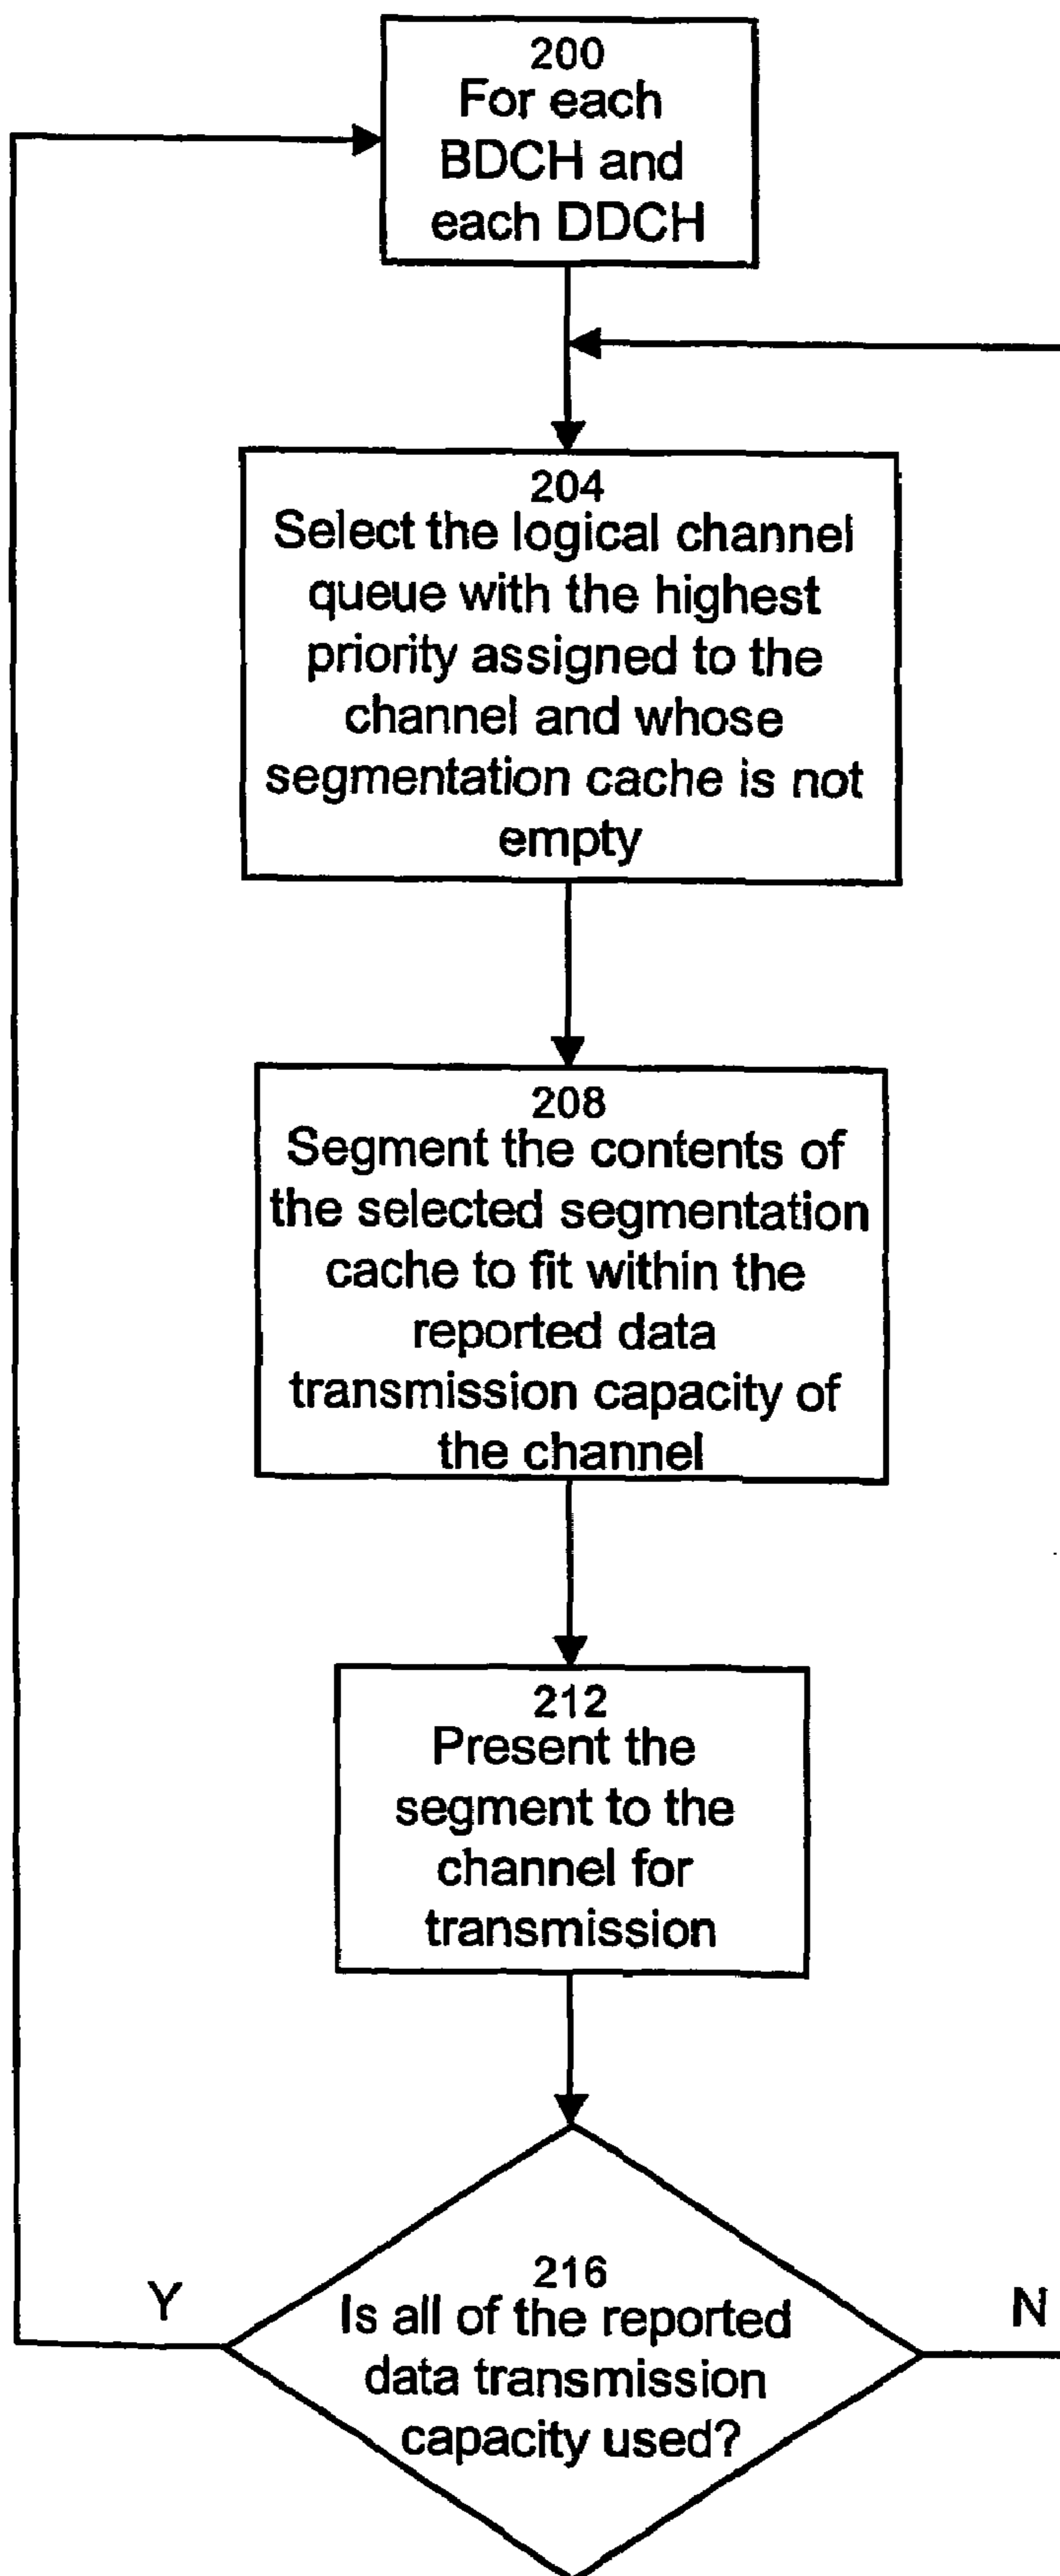 200
For each
BDCH and
each DDCH
204
Select the logical channel
queue with the highest
priority assigned to the
channel and whose
segmentation cache is not
empty
208
Segment the contents of
the selected segmentation
cache to fit within the
reported data
transmission capacity of
the channel
212
Present the
segment to the
channel for
transmission
216
Is all of the reported
data transmission
capacity used?
Y
N